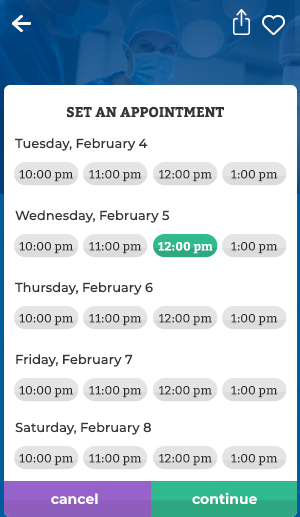 SET AN APPOINTMENT
Tuesday, February 4
10:00 pm 11:00 pm 12:00 pm 1:00 pm
Wednesday, February 5
10:00 pm 11:00 pm 12:00 pm 1:00 pm
Thursday, February 6
10:00 pm 11:00 pm 12:00 pm 1:00 pm
Friday, February 7
10:00 pm 11:00 pm 12:00 pm 1:00 pm
Saturday, February 8
10:00 pm 11:00 pm 12:00 pm 1:00 pm
cancel continue